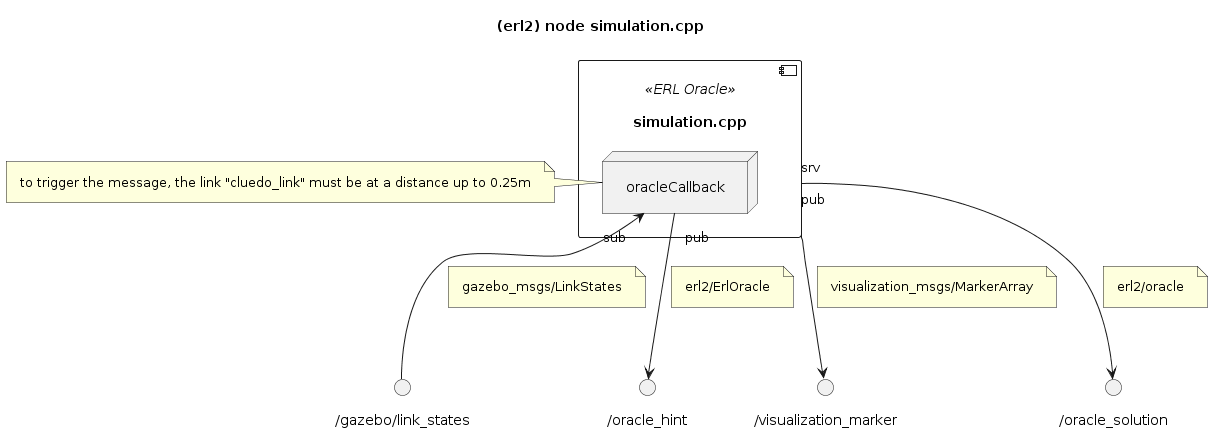 (erl2) node simulation.cpp
«ERL Oracle»
simulation.cpp
to trigger the message, the link "cluedo_link" must be at a distance up to 0.25m
oracleCallback
srv
pub
sub
pub
gazebo_msgs/LinkStates
erl2/ErlOracle
visualization_msgs/MarkerArray
erl2/oracle
/gazebo/link_states
/oracle_hint
/visualization_marker
/oracle_solution